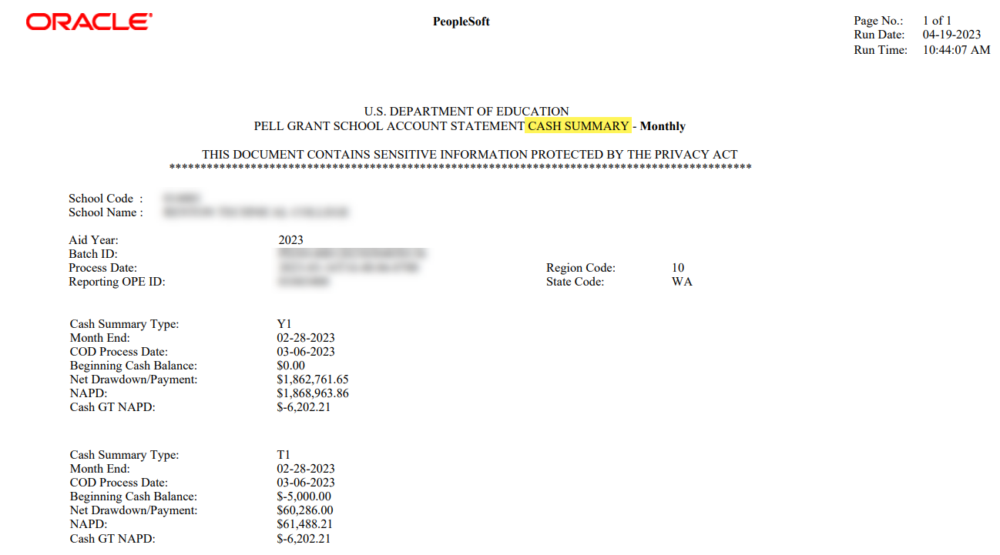 ORACLE®
PeopleSoft
Page No.: 1 of 1
Run Date: 04-19-2023
Run Time: 10:44:07 AM
U.S. DEPARTMENT OF EDUCATION
PELL GRANT SCHOOL ACCOUNT STATEMENT CASH SUMMARY - Monthly
THIS DOCUMENT CONTAINS SENSITIVE INFORMATION PROTECTED BY THE PRIVACY ACT
********************************************************************************************
School Code :
School Name :
Aid Year: 2023
Batch ID:
Process Date: Region Code: 10
Reporting OPE ID: State Code: WA
Cash Summary Type: Y1
Month End: 02-28-2023
COD Process Date: 03-06-2023
Beginning Cash Balance: $0.00
Net Drawdown/Payment: $1,862,761.65
NAPD: $1,868,963.86
Cash GT NAPD: $-6,202.21
Cash Summary Type: T1
Month End: 02-28-2023
COD Process Date: 03-06-2023
Beginning Cash Balance: $-5,000.00
Net Drawdown/Payment: $60,286.00
NAPD: $61,488.21
Cash GT NAPD: $-6,202.21